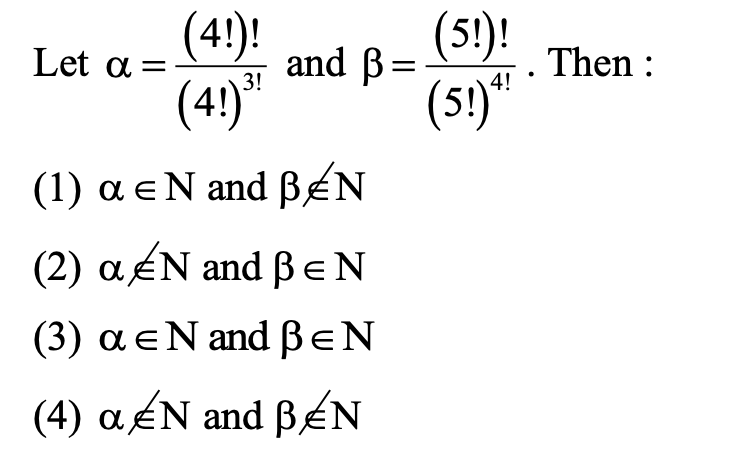 Let α = (4!)! / (4!)^3! and β = (5!)! / (5!)^4! . Then :
(1) α ∈ N and β ∉ N
(2) α ∉ N and β ∈ N
(3) α ∈ N and β ∈ N
(4) α ∉ N and β ∉ N